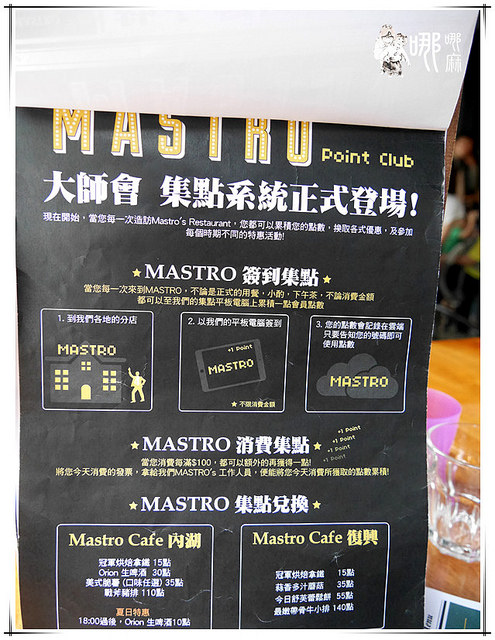 哪哪
麻
MASTRO Point Club
大師會 集點系統正式登場!
現在開始，當您每一次造訪Mastro's Restaurant，您都可以累積您的點數，換取各式優惠，及參加
每個時期不同的特惠活動!
★MASTRO 簽到集點★
當您每一次來到MASTRO，不論是正式的用餐，小酌，下午茶，不論消費金額
都可以至我們的集點平板電腦上累積一點會員點數
1. 到我們各地的分店
MASTRO
2. 以我們的平板電腦簽到
+1 Point
MASTRO
★不限消費金額
3. 您的點數會記錄在雲端
只要告知您的號碼即可
使用點數
MASTRO
★MASTRO 消費集點★
+1 Point
+1 Point
+1 Point
+1 Point
當您消費每滿$100，都可以額外的再獲得一點!
將您今天消費的發票，拿給我們MASTRO's 工作人員，便能將您今天消費所獲取的點數累積!
★MASTRO 集點兌換★
Mastro Cafe 內湖
冠軍烘焙拿鐵 15點
Orion 生啤酒 30點
美式脆薯 (口味任選) 35點
戰斧豬排 110點
夏日特惠
18:00過後，Orion 生啤酒10點
Mastro Cafe 復興
冠軍烘焙拿鐵 15點
蒜香多汁蘑菇 35點
今日舒芙蕾鬆餅 55點
最嫩帶骨牛小排 140點